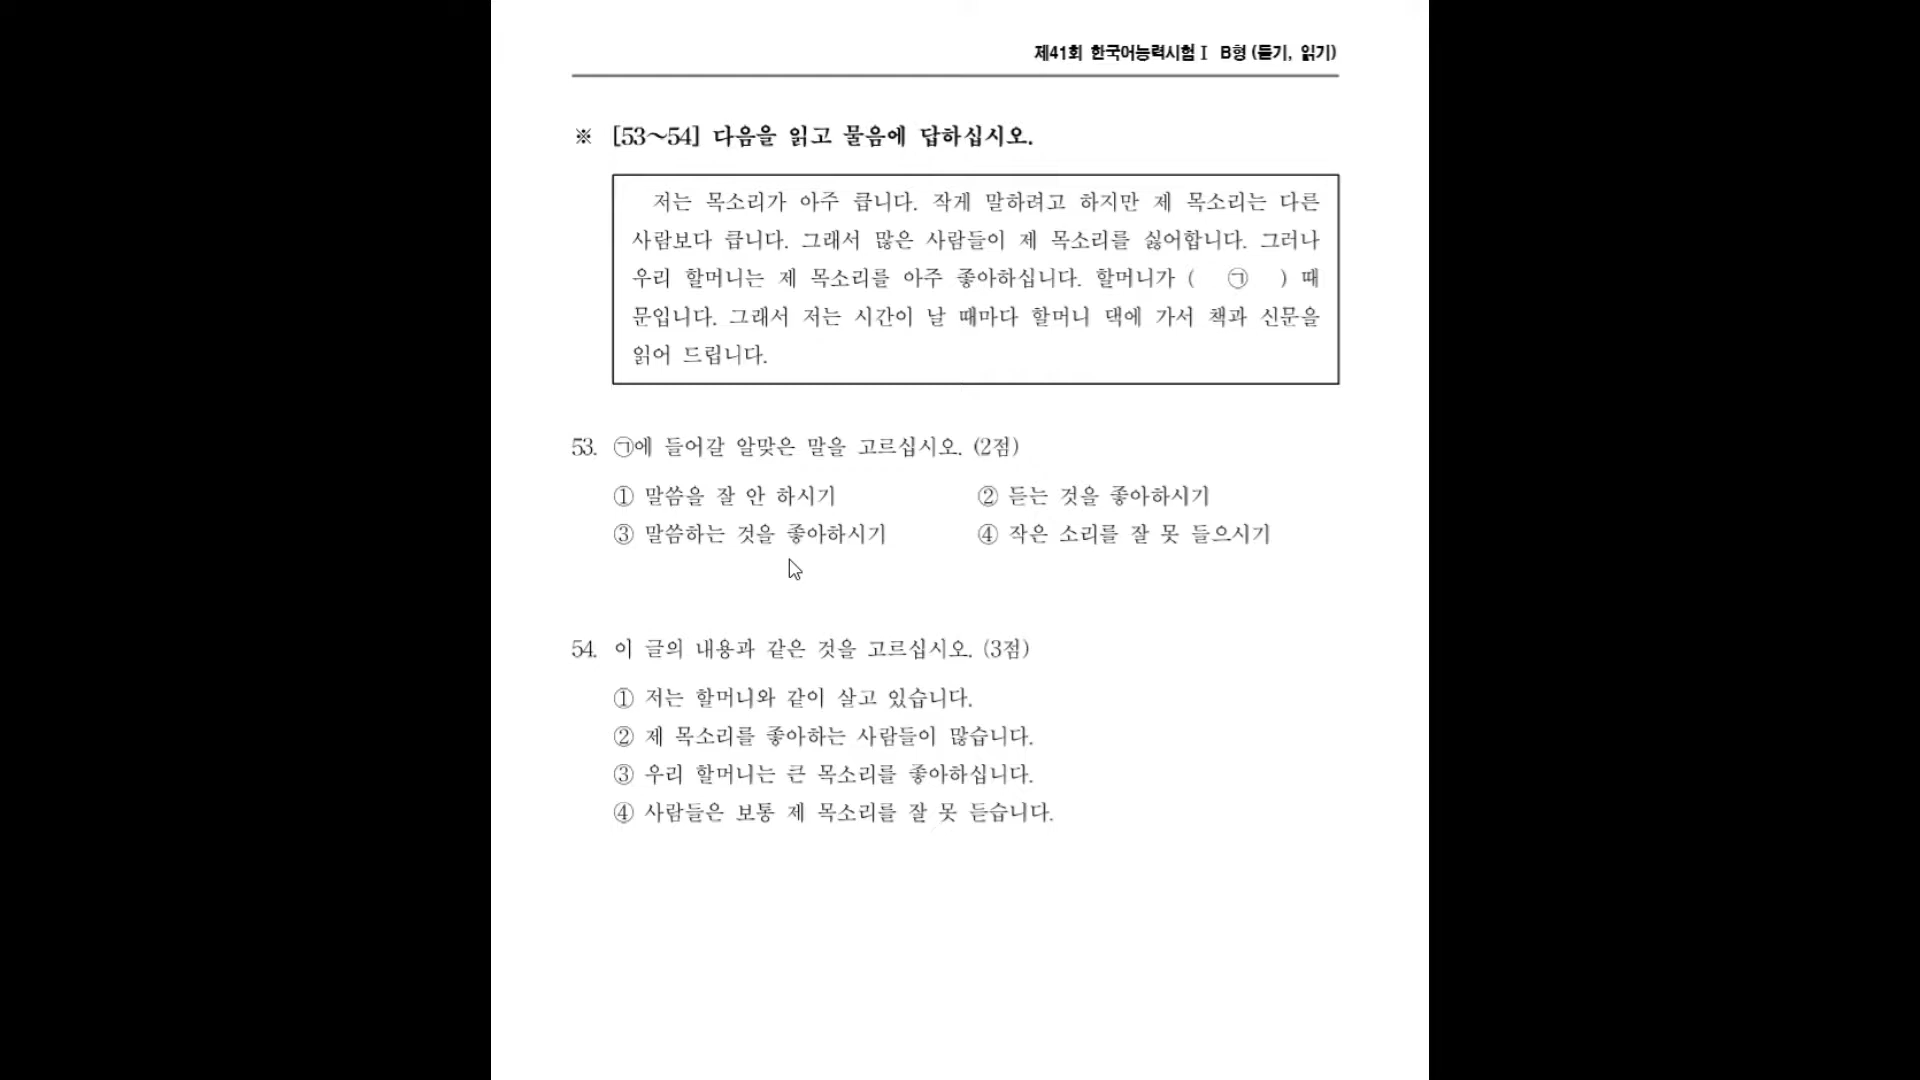 제41회 한국어능력시험 I B형 (듣기, 읽기)
※ [53~54] 다음을 읽고 물음에 답하십시오.
저는 목소리가 아주 큽니다. 작게 말하려고 하지만 제 목소리는 다른
사람보다 큽니다. 그래서 많은 사람들이 제 목소리를 싫어합니다. 그러나
우리 할머니는 제 목소리를 아주 좋아하십니다. 할머니가 ( ㉠ ) 때
문입니다. 그래서 저는 시간이 날 때마다 할머니 댁에 가서 책과 신문을
읽어 드립니다.
53. ㉠에 들어갈 알맞은 말을 고르십시오. (2점)
① 말씀을 잘 안 하시기 ② 듣는 것을 좋아하시기
③ 말씀하는 것을 좋아하시기 ④ 작은 소리를 잘 못 들으시기
54. 이 글의 내용과 같은 것을 고르십시오. (3점)
① 저는 할머니와 같이 살고 있습니다.
② 제 목소리를 좋아하는 사람들이 많습니다.
③ 우리 할머니는 큰 목소리를 좋아하십니다.
④ 사람들은 보통 제 목소리를 잘 못 듣습니다.